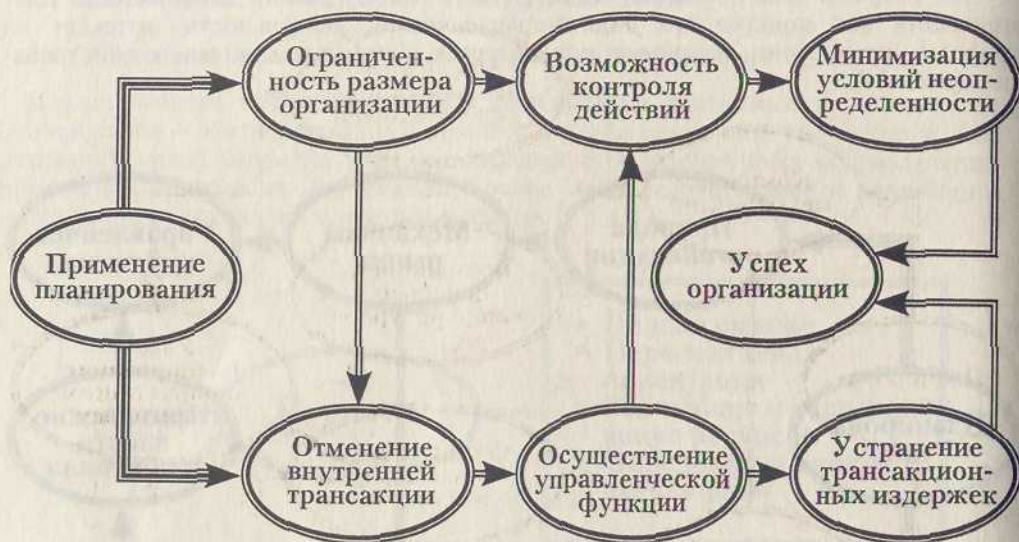 Ограничен-
ность размера
организации
Возможность
контроля
действий
Минимизация
условий неоп-
ределенности
Применение
планирования
Успех
организации
Отменение
внутренней
трансакции
Осуществление
управленческой
функции
Устранение
трансакцион-
ных издержек